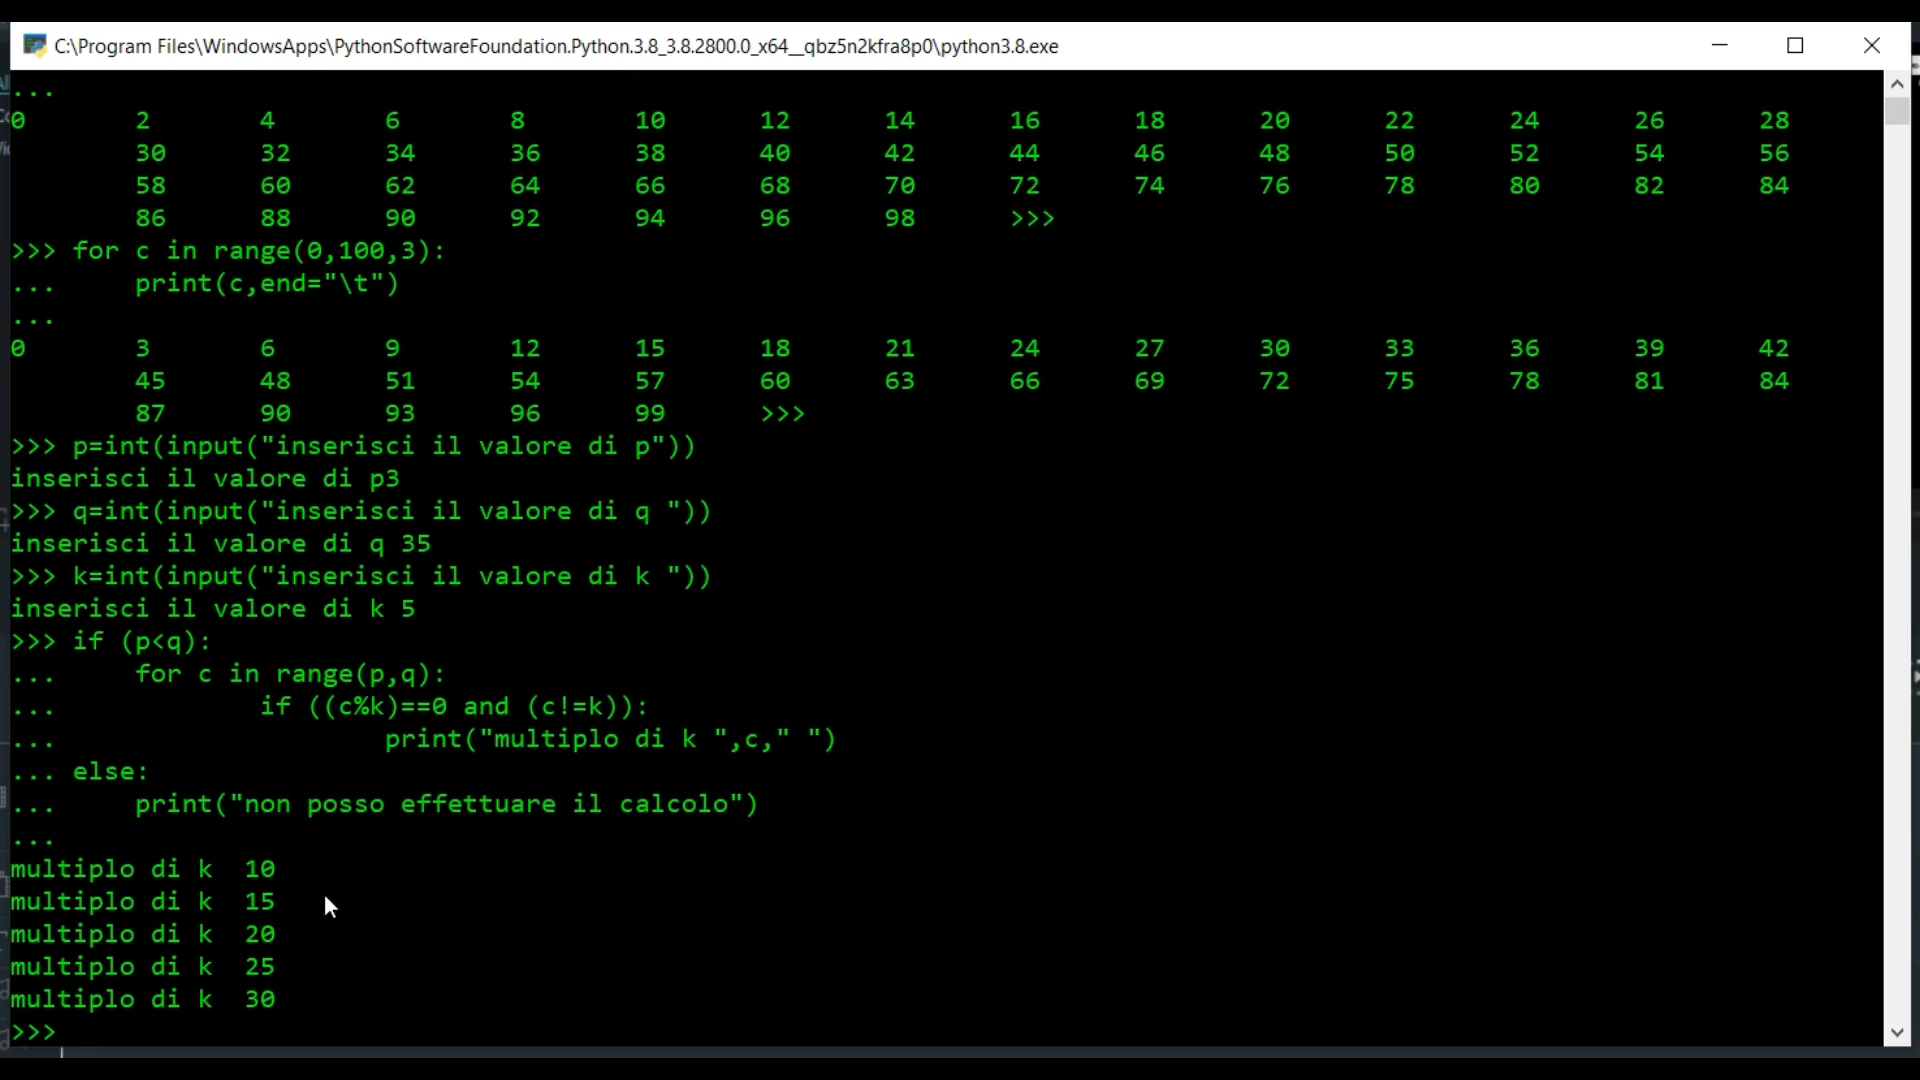 C:\Program Files\WindowsApps\PythonSoftwareFoundation.Python.3.8_3.8.2800.0_x64__qbz5n2kfra8p0\python3.8.exe
...
0 2 4 6 8 10 12 14 16 18 20 22 24 26 28
30 32 34 36 38 40 42 44 46 48 50 52 54 56
58 60 62 64 66 68 70 72 74 76 78 80 82 84
86 88 90 92 94 96 98 >>>
>>> for c in range(0,100,3):
... print(c,end="\t")
...
0 3 6 9 12 15 18 21 24 27 30 33 36 39 42
45 48 51 54 57 60 63 66 69 72 75 78 81 84
87 90 93 96 99 >>>
>>> p=int(input("inserisci il valore di p"))
inserisci il valore di p3
>>> q=int(input("inserisci il valore di q "))
inserisci il valore di q 35
>>> k=int(input("inserisci il valore di k "))
inserisci il valore di k 5
>>> if (p<q):
... for c in range(p,q):
... if ((c%k)==0 and (c!=k)):
... print("multiplo di k ",c," ")
... else:
... print("non posso effettuare il calcolo")
...
multiplo di k  10
multiplo di k  15
multiplo di k  20
multiplo di k  25
multiplo di k  30
>>>